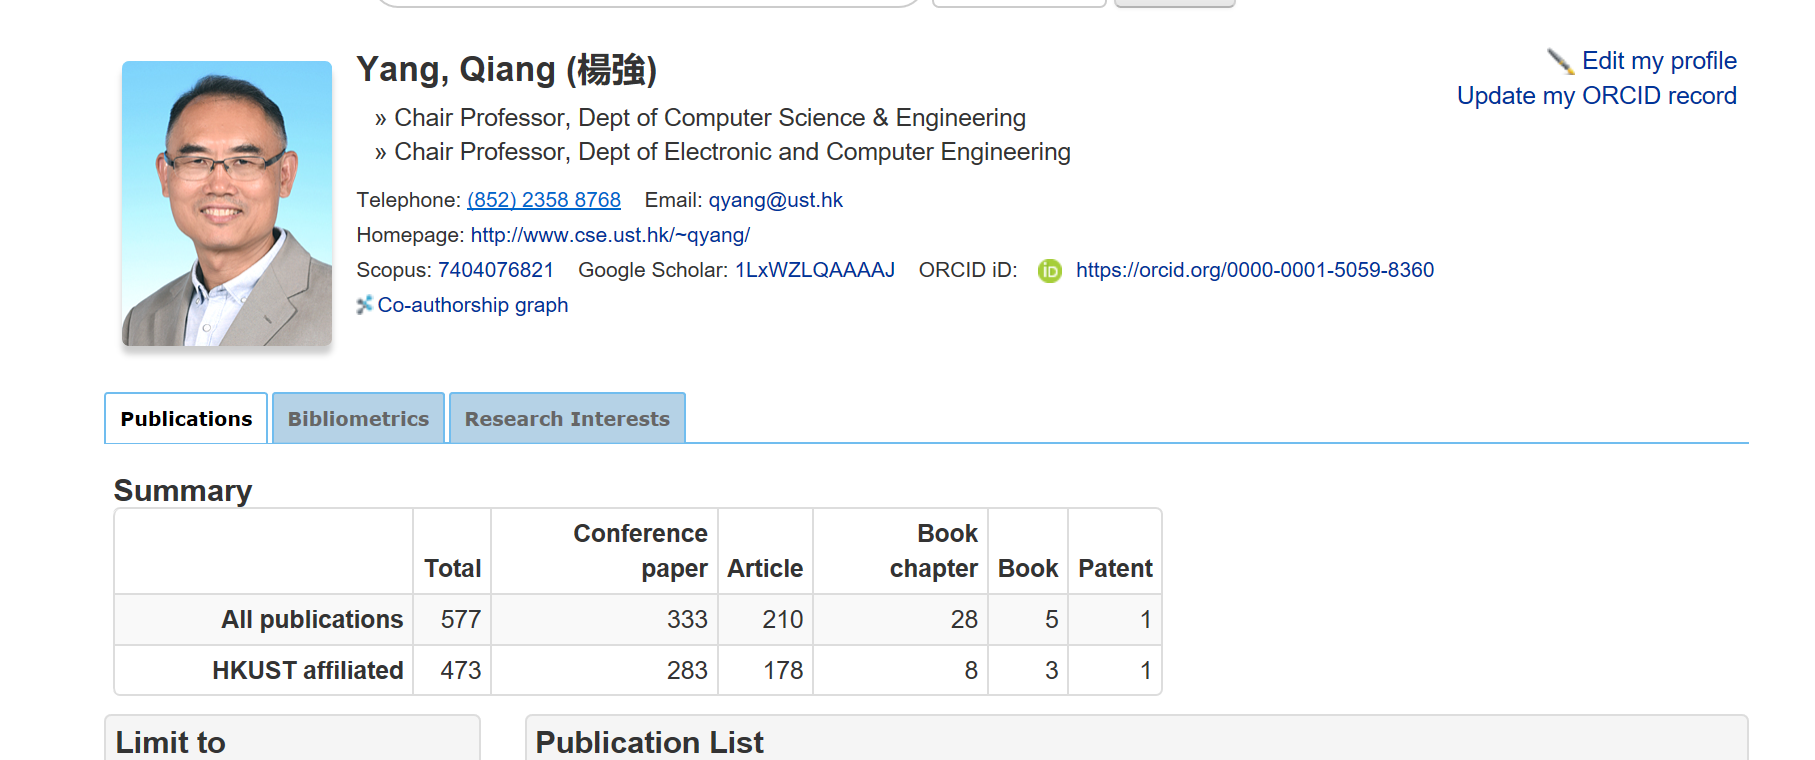 Yang, Qiang (楊強)
» Chair Professor, Dept of Computer Science & Engineering
» Chair Professor, Dept of Electronic and Computer Engineering
Telephone: (852) 2358 8768 Email: qyang@ust.hk
Homepage: http://www.cse.ust.hk/~qyang/
Scopus: 7404076821 Google Scholar: 1LxWZLQAAAAJ ORCID iD: iD https://orcid.org/0000-0001-5059-8360
Co-authorship graph
Edit my profile
Update my ORCID record
Publications Bibliometrics Research Interests
Summary
Total Conference paper Article Book chapter Book Patent
All publications 577 333 210 28 5 1
HKUST affiliated 473 283 178 8 3 1
Limit to
Publication List